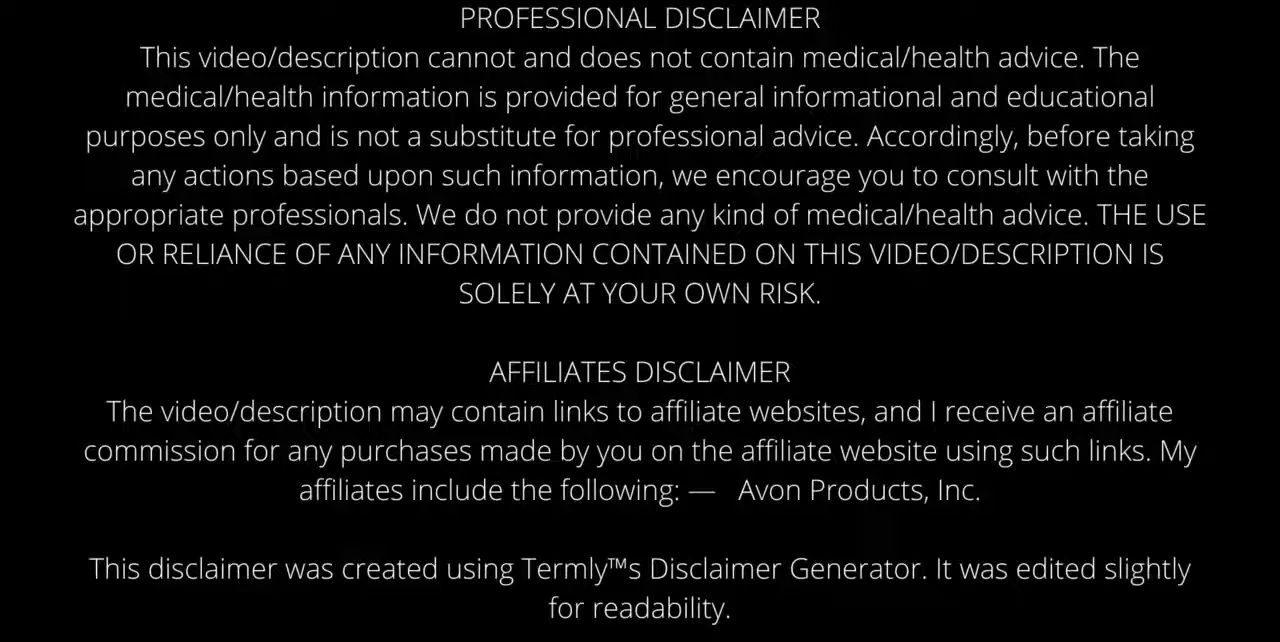 PROFESSIONAL DISCLAIMER
This video/description cannot and does not contain medical/health advice. The
medical/health information is provided for general informational and educational
purposes only and is not a substitute for professional advice. Accordingly, before taking
any actions based upon such information, we encourage you to consult with the
appropriate professionals. We do not provide any kind of medical/health advice. THE USE
OR RELIANCE OF ANY INFORMATION CONTAINED ON THIS VIDEO/DESCRIPTION IS
SOLELY AT YOUR OWN RISK.
AFFILIATES DISCLAIMER
The video/description may contain links to affiliate websites, and I receive an affiliate
commission for any purchases made by you on the affiliate website using such links. My
affiliates include the following: — Avon Products, Inc.
This disclaimer was created using Termly™s Disclaimer Generator. It was edited slightly
for readability.